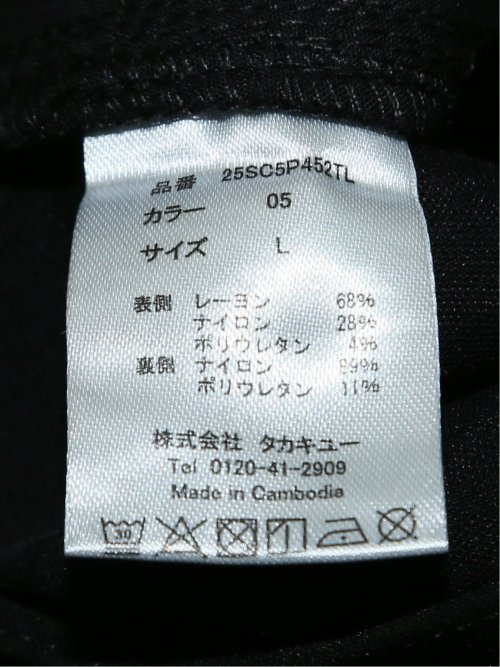 品番 25SC5P452TL
カラー 05
サイズ L
表側 レーヨン 68%
ナイロン 28%
ポリウレタン 4%
裏側 ナイロン 89%
ポリウレタン 11%
株式会社 タカキュー
Tel 0120-41-2909
Made in Cambodia
30